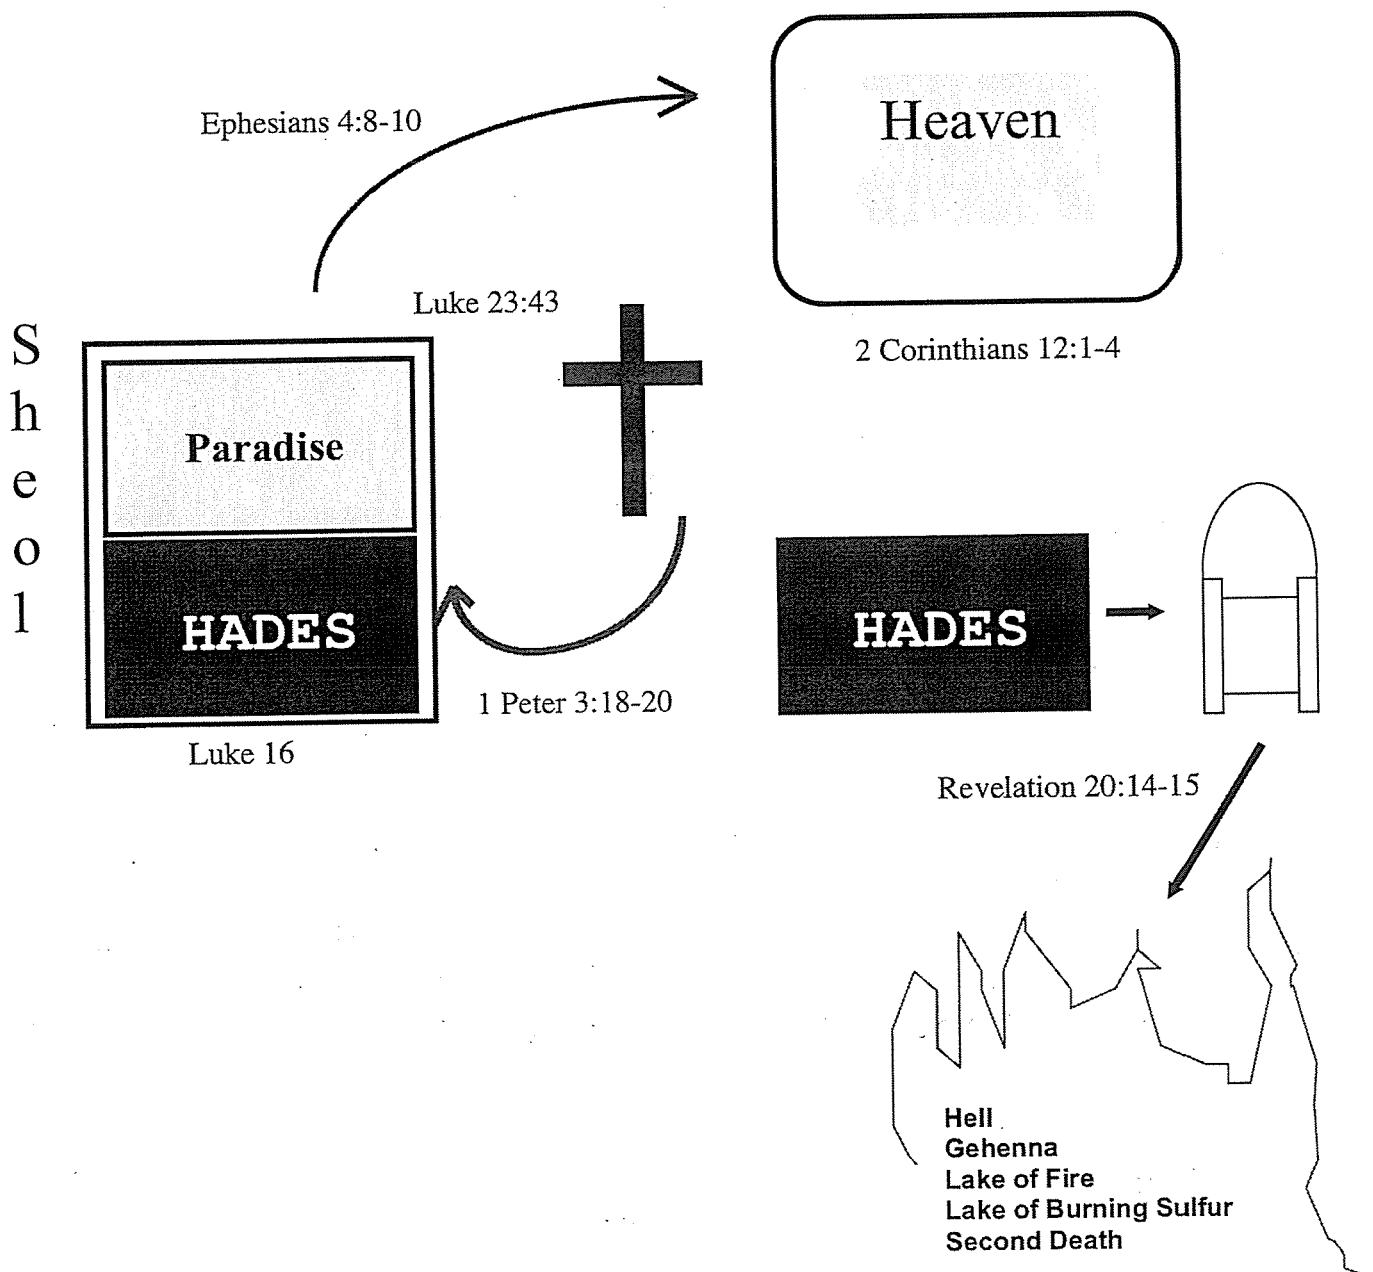 Ephesians 4:8-10
Heaven
Luke 23:43
2 Corinthians 12:1-4
Sheol
Paradise
HADES
HADES
1 Peter 3:18-20
Luke 16
Revelation 20:14-15
Hell
Gehenna
Lake of Fire
Lake of Burning Sulfur
Second Death